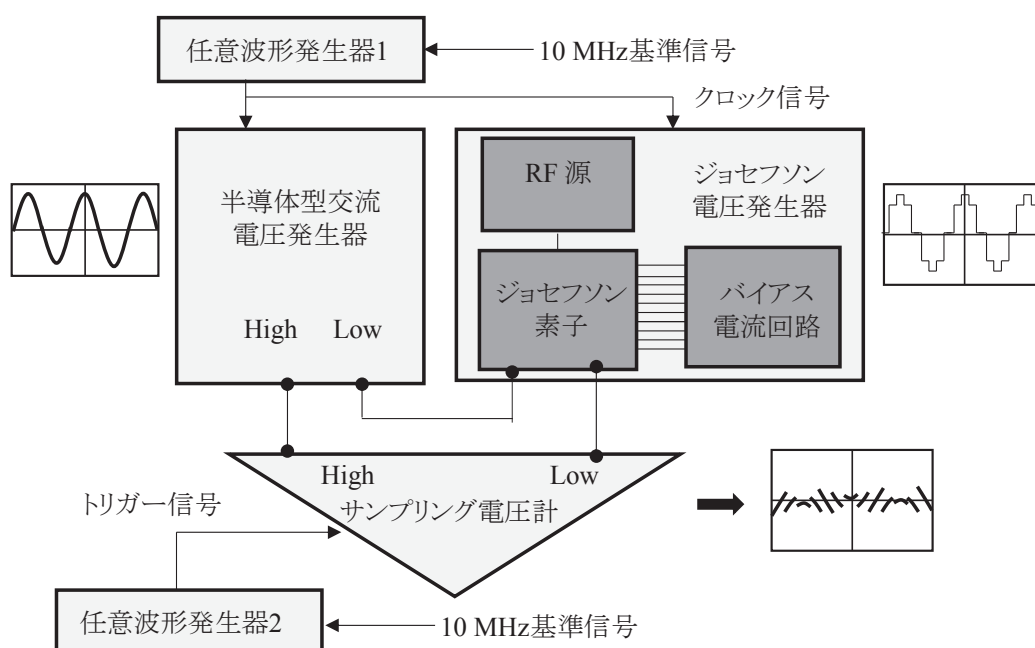 任意波形発生器1
10 MHz基準信号
クロック信号
半導体型交流
電圧発生器
High Low
RF 源
ジョセフソン
電圧発生器
ジョセフソン
素子
バイアス
電流回路
High Low
サンプリング電圧計
トリガー信号
任意波形発生器2
10 MHz基準信号